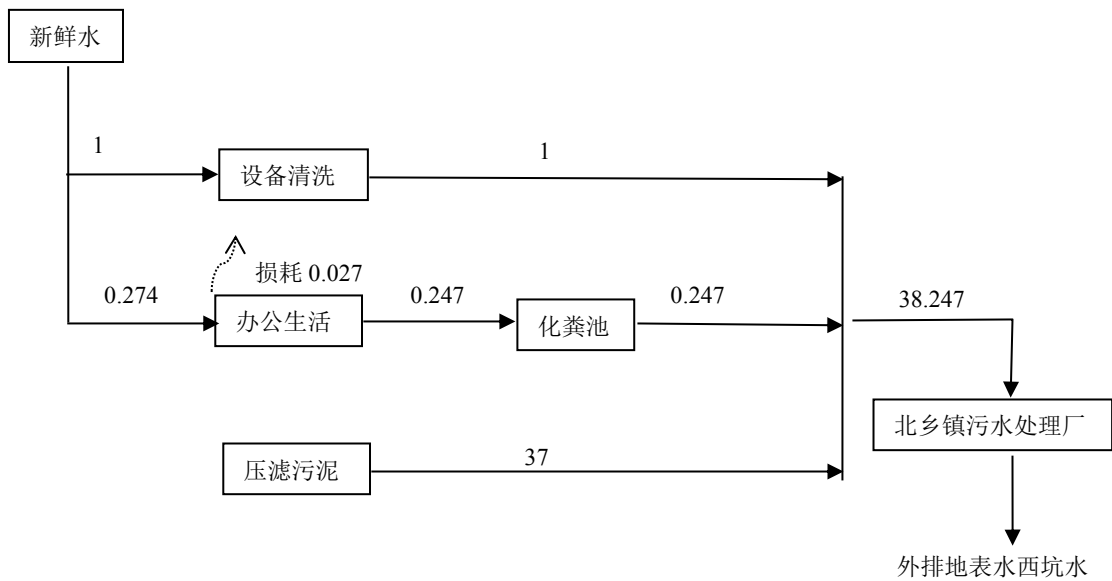 新鲜水
1
设备清洗
1
损耗 0.027
0.274
办公生活
0.247
化粪池
0.247
38.247
北乡镇污水处理厂
压滤污泥
37
外排地表水西坑水